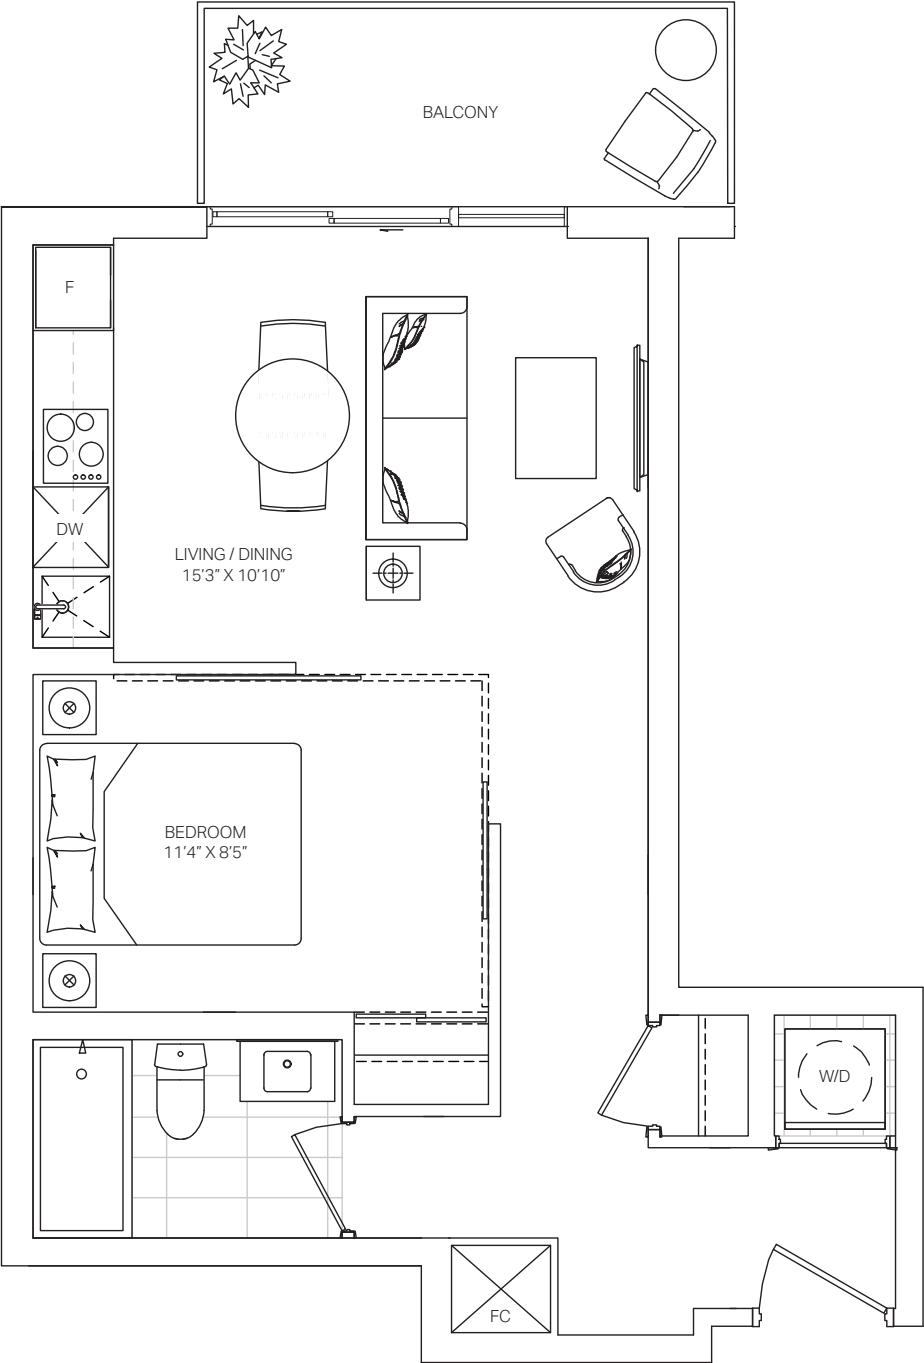 BALCONY
F
DW
LIVING / DINING
15’3” X 10’10”
BEDROOM
11’4” X 8’5”
W/D
FC